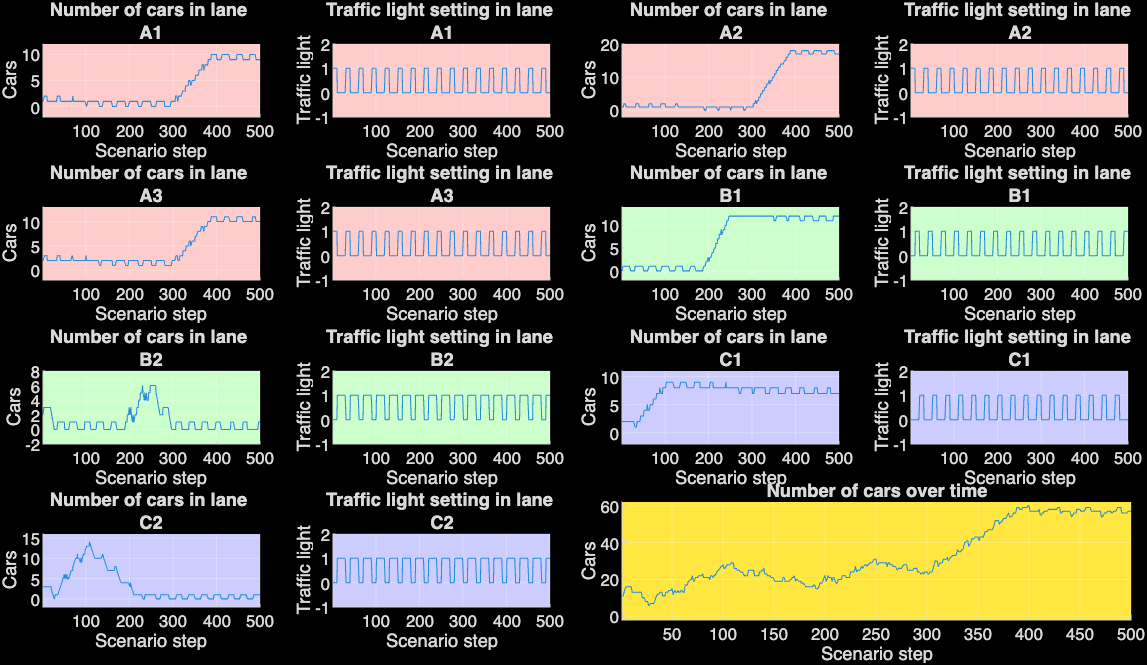 Number of cars in lane
A1
Cars
10
5
0
100 200 300 400 500
Scenario step
Traffic light setting in lane
A1
Traffic light
2
1
0
-1
100 200 300 400 500
Scenario step
Number of cars in lane
A2
Cars
20
10
0
100 200 300 400 500
Scenario step
Traffic light setting in lane
A2
Traffic light
2
1
0
-1
100 200 300 400 500
Scenario step
Number of cars in lane
A3
Cars
10
5
0
100 200 300 400 500
Scenario step
Traffic light setting in lane
A3
Traffic light
2
1
0
-1
100 200 300 400 500
Scenario step
Number of cars in lane
B1
Cars
10
5
0
100 200 300 400 500
Scenario step
Traffic light setting in lane
B1
Traffic light
2
1
0
-1
100 200 300 400 500
Scenario step
Number of cars in lane
B2
Cars
8
6
4
2
0
-2
100 200 300 400 500
Scenario step
Traffic light setting in lane
B2
Traffic light
2
1
0
-1
100 200 300 400 500
Scenario step
Number of cars in lane
C1
Cars
10
5
0
100 200 300 400 500
Scenario step
Traffic light setting in lane
C1
Traffic light
2
1
0
-1
100 200 300 400 500
Scenario step
Number of cars in lane
C2
Cars
15
10
5
0
100 200 300 400 500
Scenario step
Traffic light setting in lane
C2
Traffic light
2
1
0
-1
100 200 300 400 500
Scenario step
Number of cars over time
Cars
60
40
20
0
50 100 150 200 250 300 350 400 450 500
Scenario step